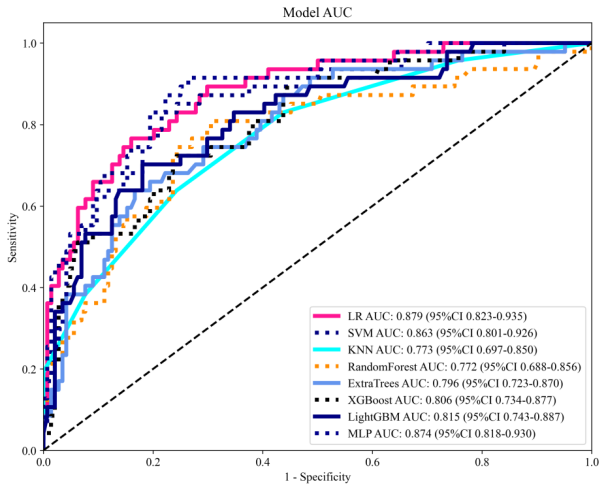 Model AUC
1.0
0.8
0.6
0.4
0.2
0.0
Sensitivity
LR AUC: 0.879 (95%CI 0.823-0.935)
SVM AUC: 0.863 (95%CI 0.801-0.926)
KNN AUC: 0.773 (95%CI 0.697-0.850)
RandomForest AUC: 0.772 (95%CI 0.688-0.856)
ExtraTrees AUC: 0.796 (95%CI 0.723-0.870)
XGBoost AUC: 0.806 (95%CI 0.734-0.877)
LightGBM AUC: 0.815 (95%CI 0.743-0.887)
MLP AUC: 0.874 (95%CI 0.818-0.930)
0.0 0.2 0.4 0.6 0.8 1.0
1 - Specificity